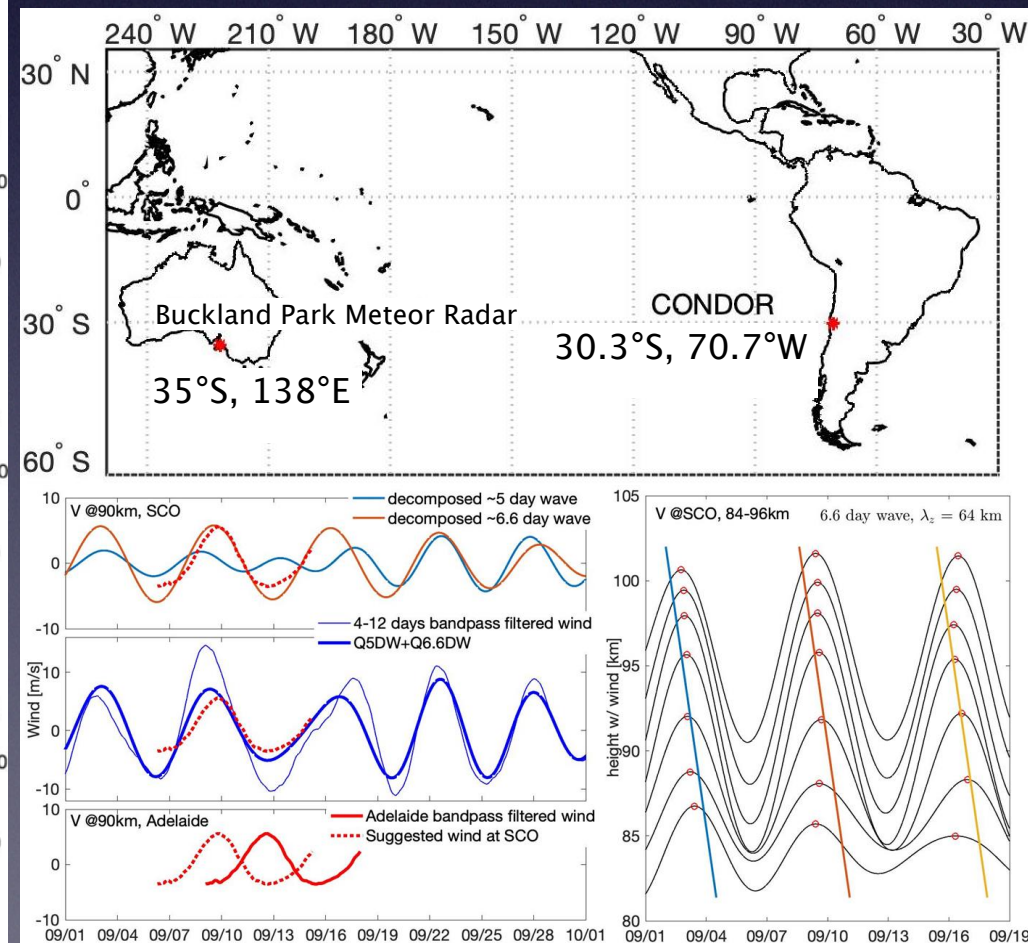 240° W 210° W 180° W 150° W 120° W 90° W 60° W 30° W
30° N
0°
30° S
60° S
Buckland Park Meteor Radar
35°S, 138°E
CONDOR
30.3°S, 70.7°W
10
0
-10
V @90km, SCO
decomposed ~5 day wave
decomposed ~6.6 day wave
Wind [m/s]
10
0
-10
4-12 days bandpass filtered wind
Q5DW+Q6.6DW
10
0
-10
V @90km, Adelaide
Adelaide bandpass filtered wind
Suggested wind at SCO
09/01 09/04 09/07 09/10 09/13 09/16 09/19 09/22 09/25 09/28 10/01
V @SCO, 84-96km
6.6 day wave, λz = 64 km
height w/ wind [km]
105
100
95
90
85
80
09/01 09/04 09/07 09/10 09/13 09/16 09/19